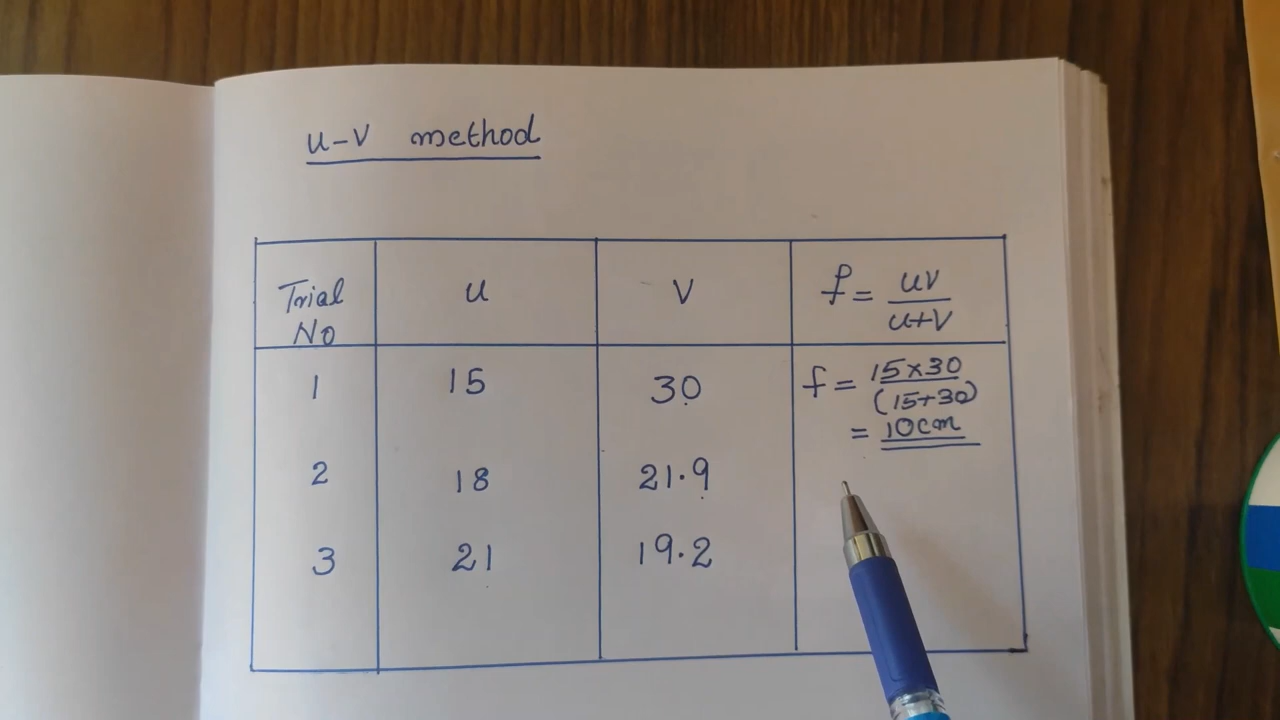 u-v method
Trial No u v f = uv/u+v
1 15 30 f = 15×30/(15+30)
= 10cm
2 18 21.9
3 21 19.2